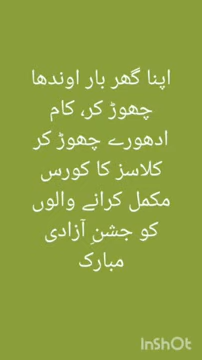 اپنا گھر بار اوندھا
چھوڑ کر، کام
ادھورے چھوڑ کر
کلاسز کا کورس
مکمل کرانے والوں
کو جشنِ آزادی
مبارک
InShOt